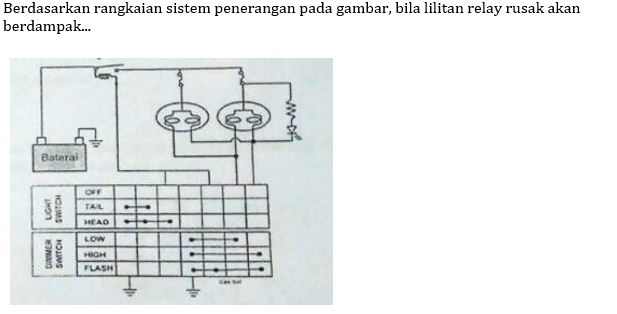 Berdasarkan rangkaian sistem penerangan pada gambar, bila lilitan relay rusak akan
berdampak...
Baterai
LIGHT
SWITCH
OFF
TAIL
HEAD
DIMMER
SWITCH
LOW
HIGH
FLASH